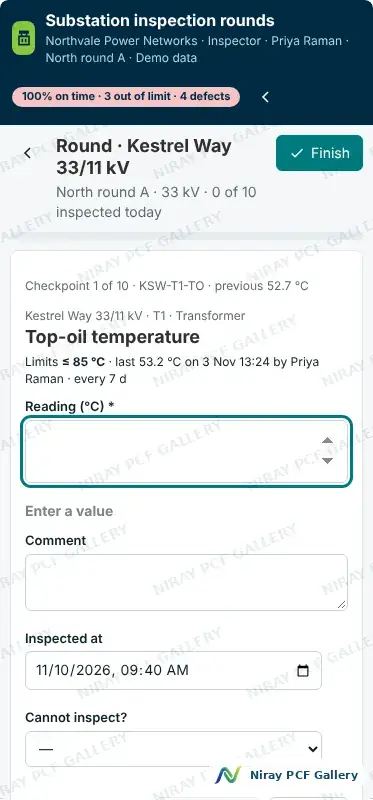 Substation inspection rounds
Northvale Power Networks · Inspector · Priya Raman ·
North round A · Demo data
100% on time · 3 out of limit · 4 defects
Round · Kestrel Way
33/11 kV
Finish
North round A · 33 kV · 0 of 10
inspected today
Checkpoint 1 of 10 · KSW-T1-TO · previous 52.7 °C
Kestrel Way 33/11 kV · T1 · Transformer
Top-oil temperature
Limits ≤ 85 °C · last 53.2 °C on 3 Nov 13:24 by Priya
Raman · every 7 d
Reading (°C) *
Enter a value
Comment
Inspected at
11/10/2026, 09:40 AM
Cannot inspect?
—
Niray PCF Gallery
NIRAY PCF GALLERY